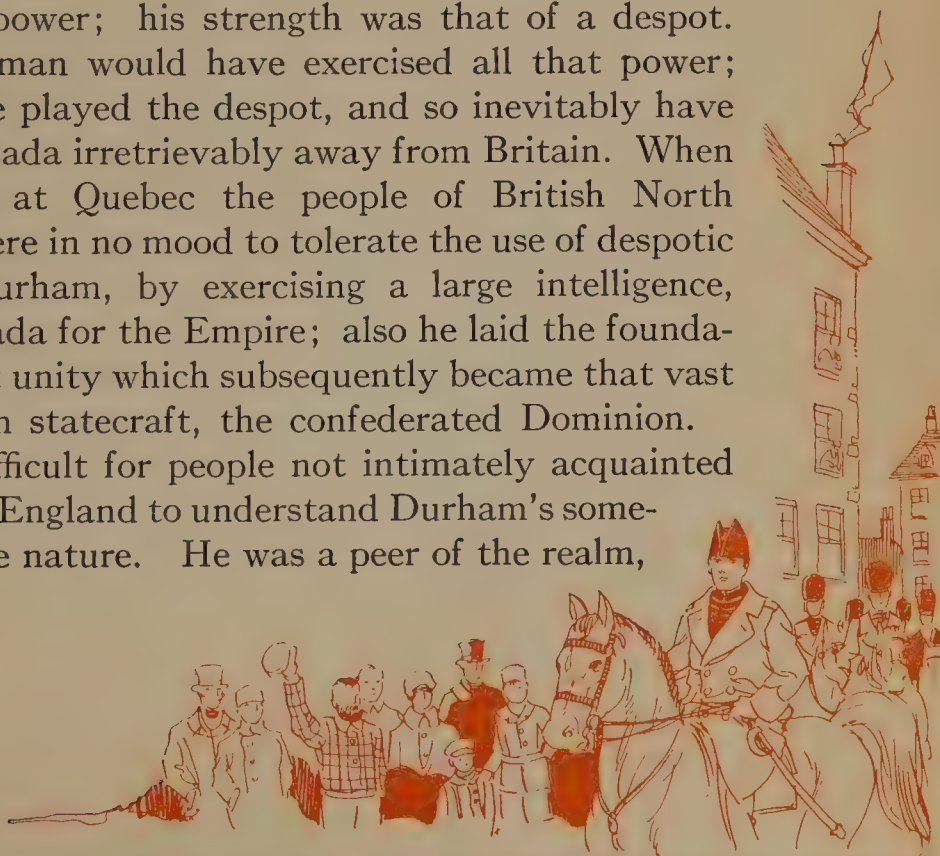 power; his strength was that of a despot.
man would have exercised all that power;
e played the despot, and so inevitably have
ada irretrievably away from Britain. When
at Quebec the people of British North
ere in no mood to tolerate the use of despotic
urham, by exercising a large intelligence,
ada for the Empire; also he laid the founda-
unity which subsequently became that vast
n statecraft, the confederated Dominion.
fficult for people not intimately acquainted
England to understand Durham's some-
e nature. He was a peer of the realm,